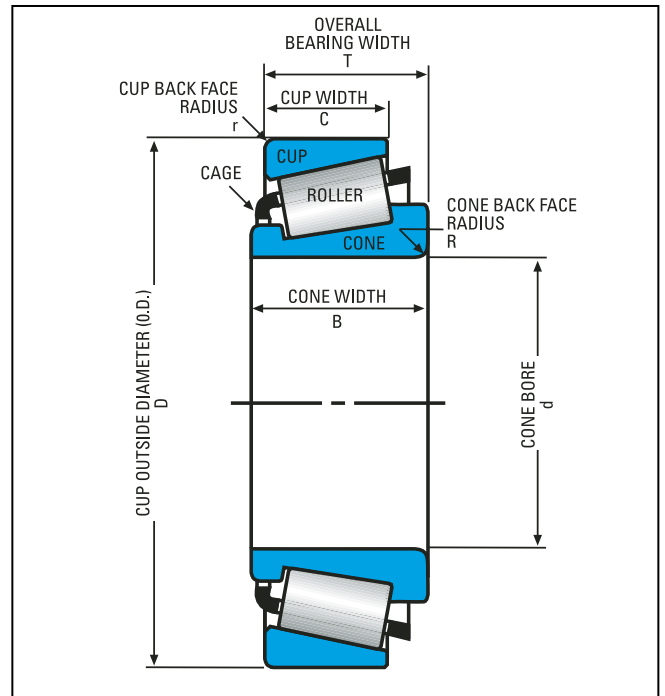 OVERALL
BEARING WIDTH
T
CUP BACK FACE
RADIUS
r
CUP WIDTH
C
CUP
CAGE
ROLLER
CONE BACK FACE
RADIUS
R
CONE
CONE WIDTH
B
CUP OUTSIDE DIAMETER (O.D.)
D
CONE BORE
d